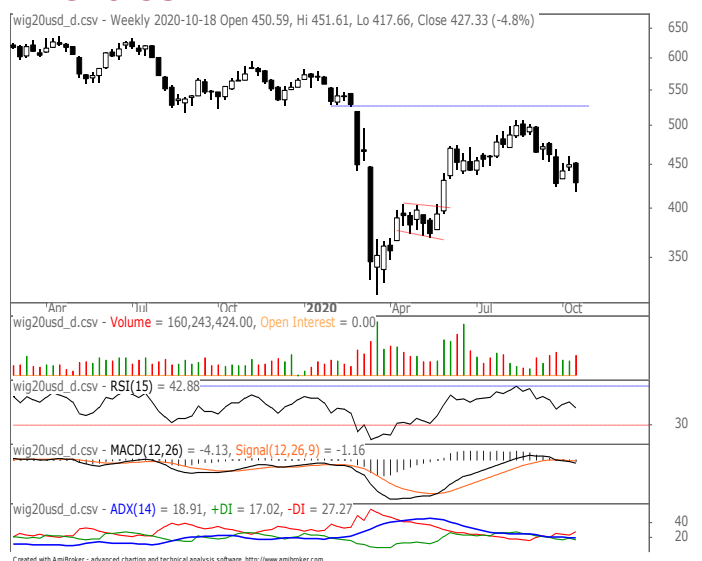 wig20usd_d.csv - Weekly 2020-10-18 Open 450.59, Hi 451.61, Lo 417.66, Close 427.33 (-4.8%)
650
600
550
500
450
400
350
'Apr 'Jul 'Oct '2020 'Apr 'Jul 'Oct
wig20usd_d.csv - Volume = 160,243,424.00, Open Interest = 0.00
wig20usd_d.csv - RSI(15) = 42.88
30
wig20usd_d.csv - MACD(12,26) = -4.13, Signal(12,26,9) = -1.16
wig20usd_d.csv - ADX(14) = 18.91, +DI = 17.02, -DI = 27.27
40
20
Created with AmiBroker - advanced charting and technical analysis software. http://www.amibroker.com